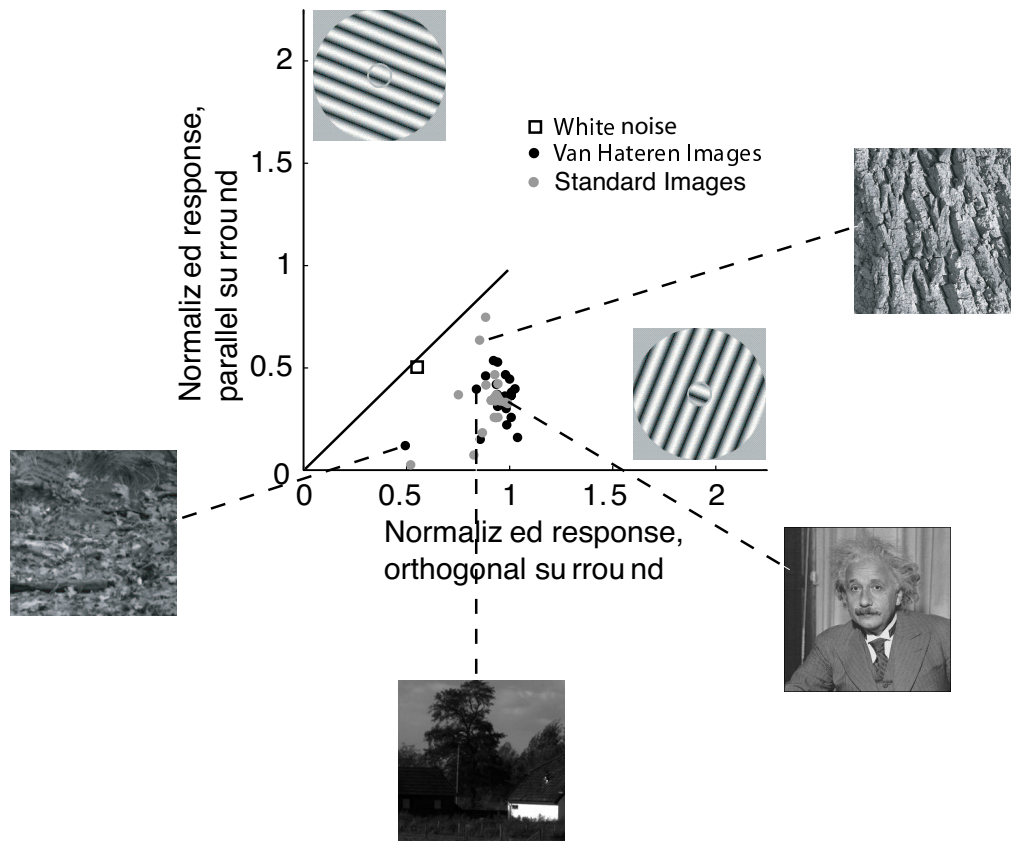 2
1.5
1
0.5
0
Normaliz ed response,
parallel su rrou nd
White noise
Van Hateren Images
Standard Images
0
0.5
1
1.5
2
Normaliz ed response,
orthogonal su rrou nd